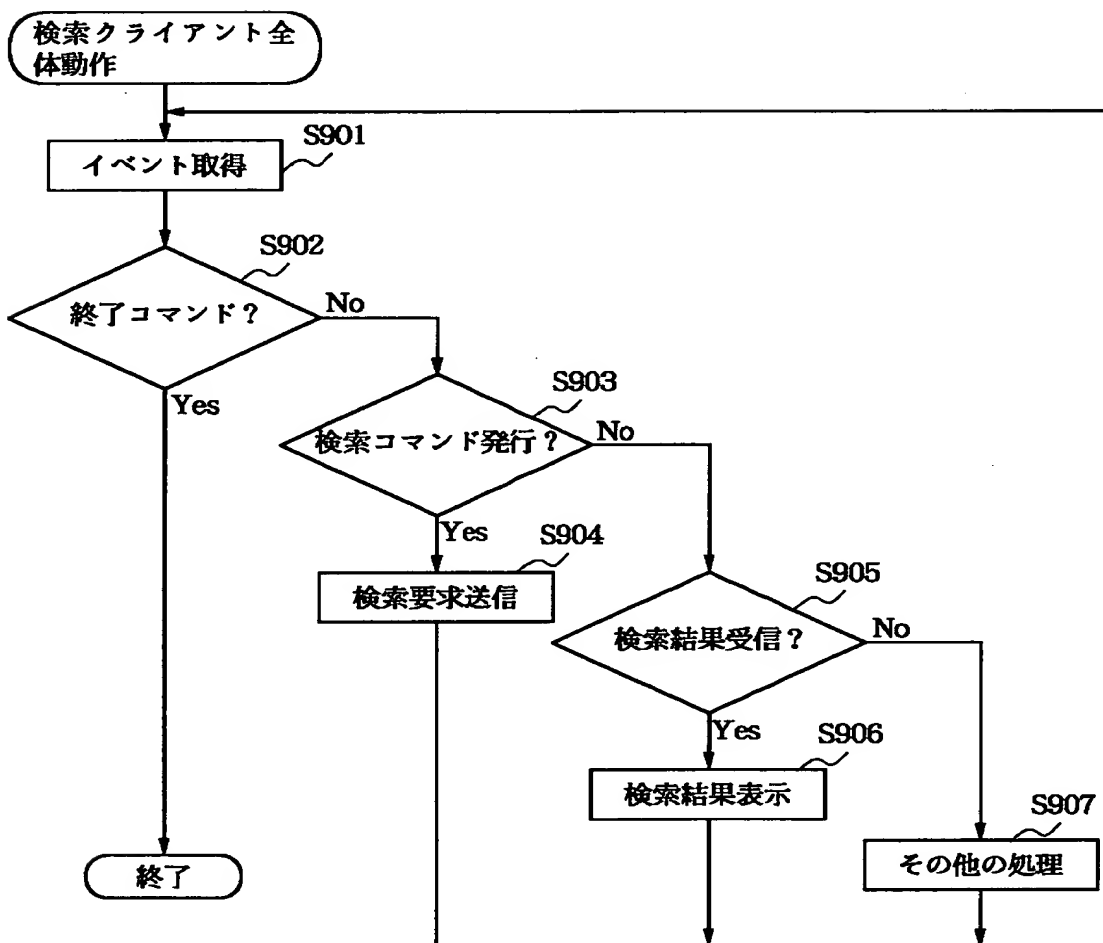 検索クライアント全
体動作
S901
イベント取得
S902
終了コマンド？
No
Yes
S903
検索コマンド発行？
No
Yes
S904
検索要求送信
S905
検索結果受信？
No
Yes
S906
検索結果表示
S907
その他の処理
終了